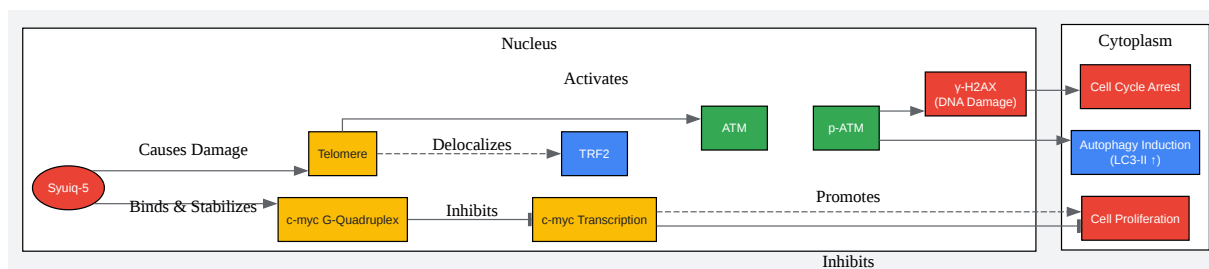 Nucleus
Cytoplasm
Activates
γ-H2AX
(DNA Damage)
Cell Cycle Arrest
ATM
p-ATM
Causes Damage
Telomere
Delocalizes
TRF2
Autophagy Induction
(LC3-II ↑)
Syuiq-5
Binds & Stabilizes
c-myc G-Quadruplex
Inhibits
c-myc Transcription
Promotes
Cell Proliferation
Inhibits